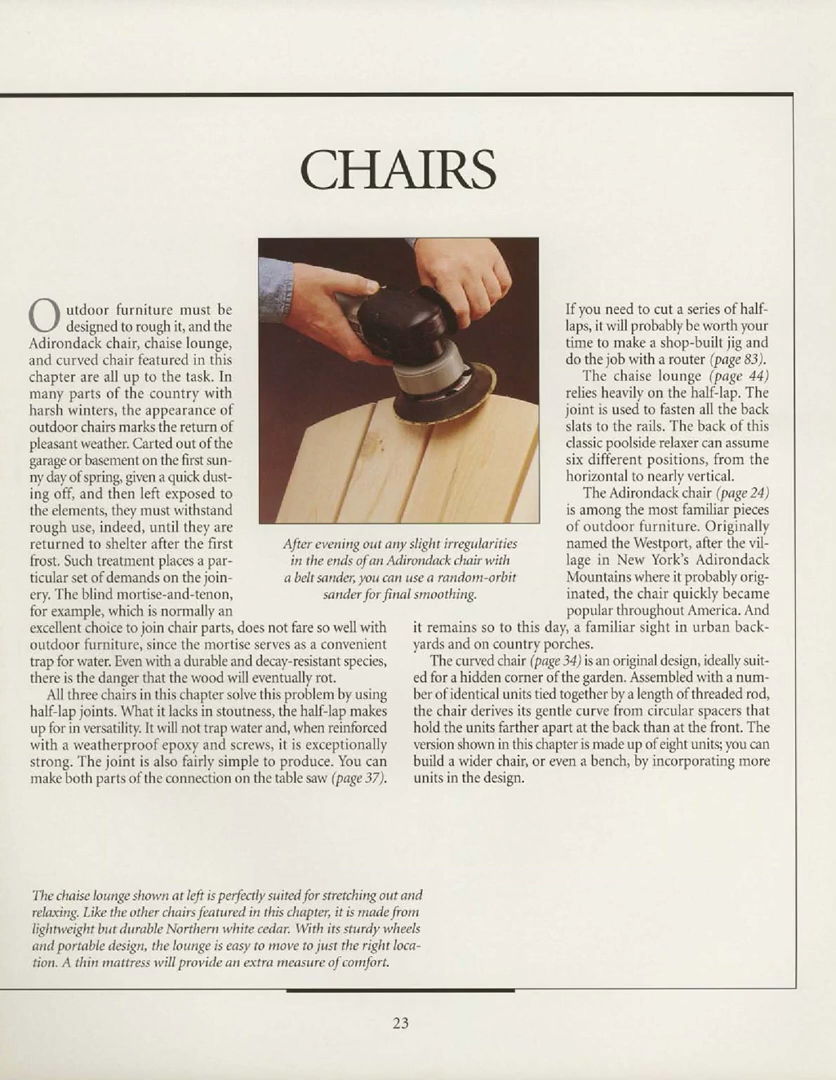 CHAIRS
Outdoor furniture must be
designed to rough it, and the
Adirondack chair, chaise lounge,
and curved chair featured in this
chapter are all up to the task. In
many parts of the country with
harsh winters, the appearance of
outdoor chairs marks the return of
pleasant weather. Carted out of the
garage or basement on the first sun-
ny day of spring, given a quick dust-
ing off, and then left exposed to
the elements, they must withstand
rough use, indeed, until they are
returned to shelter after the first
frost. Such treatment places a par-
ticular set of demands on the join-
ery. The blind mortise-and-tenon,
for example, which is normally an
excellent choice to join chair parts, does not fare so well with
outdoor furniture, since the mortise serves as a convenient
trap for water. Even with a durable and decay-resistant species,
there is the danger that the wood will eventually rot.
All three chairs in this chapter solve this problem by using
half-lap joints. What it lacks in stoutness, the half-lap makes
up for in versatility. It will not trap water and, when reinforced
with a weatherproof epoxy and screws, it is exceptionally
strong. The joint is also fairly simple to produce. You can
make both parts of the connection on the table saw (page 37).
After evening out any slight irregularities
in the ends of an Adirondack chair with
a belt sander, you can use a random-orbit
sander for final smoothing.
If you need to cut a series of half-
laps, it will probably be worth your
time to make a shop-built jig and
do the job with a router (page 83).
The chaise lounge (page 44)
relies heavily on the half-lap. The
joint is used to fasten all the back
slats to the rails. The back of this
classic poolside relaxer can assume
six different positions, from the
horizontal to nearly vertical.
The Adirondack chair (page 24)
is among the most familiar pieces
of outdoor furniture. Originally
named the Westport, after the vil-
lage in New York's Adirondack
Mountains where it probably orig-
inated, the chair quickly became
popular throughout America. And
it remains so to this day, a familiar sight in urban back-
yards and on country porches.
The curved chair (page 34) is an original design, ideally suit-
ed for a hidden corner of the garden. Assembled with a num-
ber of identical units tied together by a length of threaded rod,
the chair derives its gentle curve from circular spacers that
hold the units farther apart at the back than at the front. The
version shown in this chapter is made up of eight units; you can
build a wider chair, or even a bench, by incorporating more
units in the design.
The chaise lounge shown at left is perfectly suited for stretching out and
relaxing. Like the other chairs featured in this chapter, it is made from
lightweight but durable Northern white cedar. With its sturdy wheels
and portable design, the lounge is easy to move to just the right loca-
tion. A thin mattress will provide an extra measure of comfort.
23